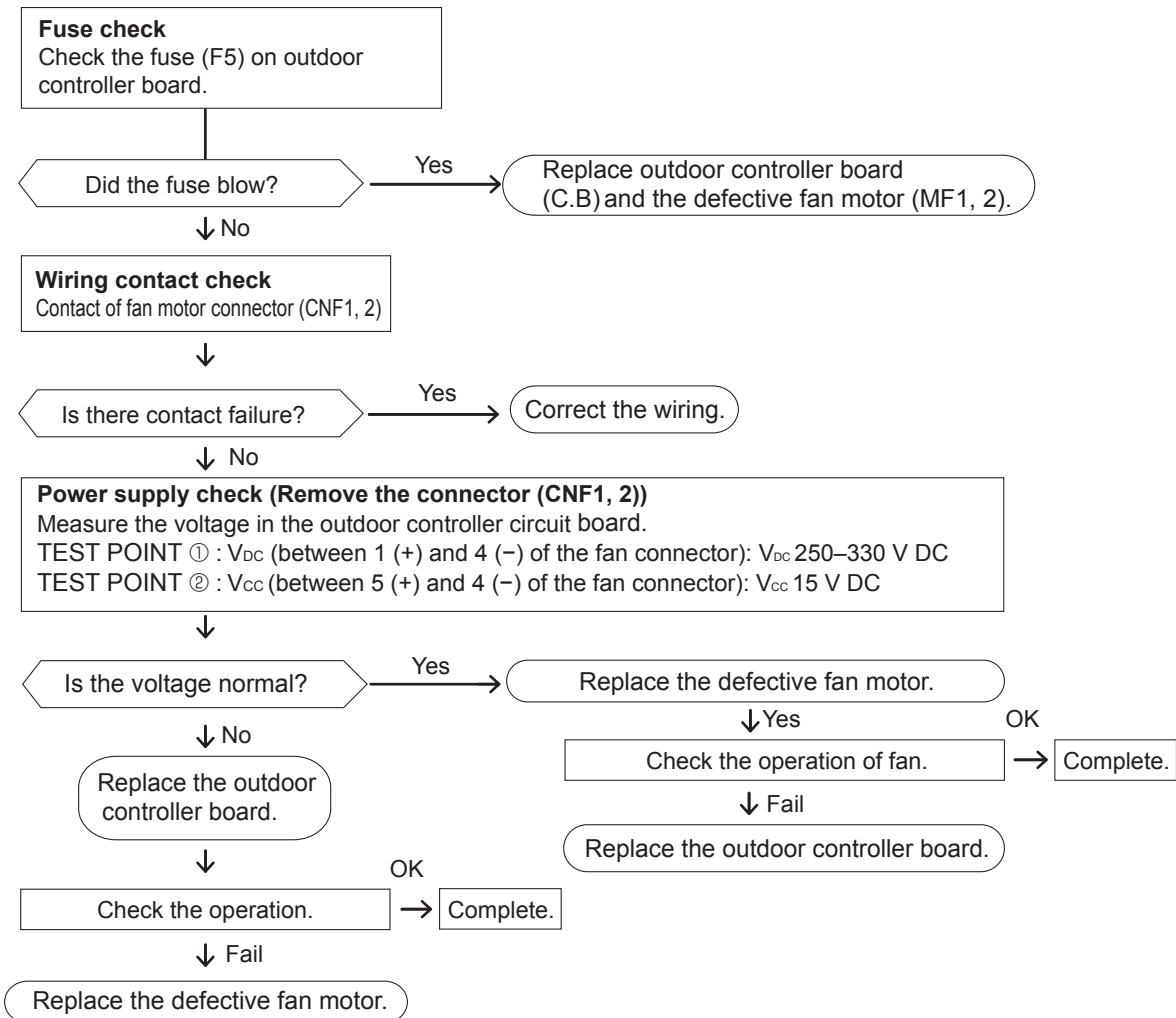 Fuse check
Check the fuse (F5) on outdoor
controller board.
Did the fuse blow?
Yes
Replace outdoor controller board
(C.B) and the defective fan motor (MF1, 2).
No
Wiring contact check
Contact of fan motor connector (CNF1, 2)
Is there contact failure?
Yes
Correct the wiring.
No
Power supply check (Remove the connector (CNF1, 2))
Measure the voltage in the outdoor controller circuit board.
TEST POINT ① : VDC (between 1 (+) and 4 (−) of the fan connector): VDC 250–330 V DC
TEST POINT ② : VCC (between 5 (+) and 4 (−) of the fan connector): VCC 15 V DC
Is the voltage normal?
Yes
Replace the defective fan motor.
Yes
Check the operation of fan.
OK
Complete.
Fail
Replace the outdoor controller board.
No
Replace the outdoor
controller board.
Check the operation.
OK
Complete.
Fail
Replace the defective fan motor.